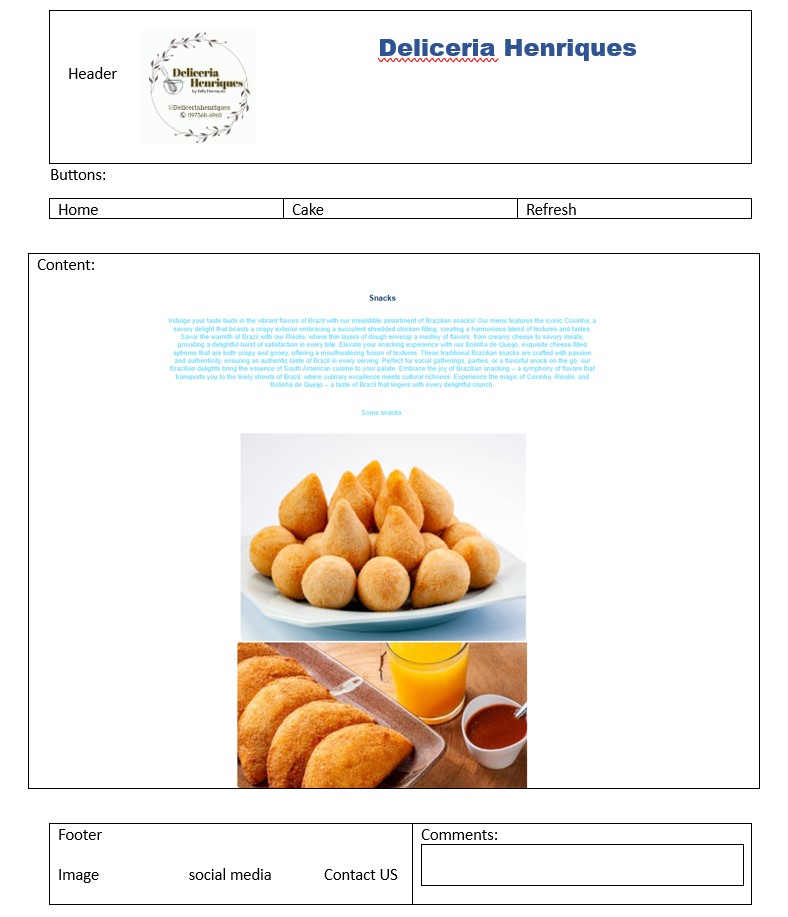 Header
Deliceria
Henriques
by Kelly Henriques
@Deliceriahenriques
Deliceria Henriques
Buttons:
Home
Cake
Refresh
Content:
Snacks
Indulge your taste buds in the vibrant flavors of Brazil with our irresistible assortment of Brazilian snacks! Our menu features the iconic Coxinha, a
savory delight that boasts a crispy exterior embracing a succulent shredded chicken filling, creating a harmonious blend of textures and tastes.
Savor the warmth of Brazil with our Risolis, where thin layers of dough envelop a medley of flavors, from creamy cheese to savory meats,
providing a delightful burst of satisfaction in every bite. Elevate your snacking experience with our Bolinha de Queijo, exquisite cheese-filled
spheres that are both crispy and gooey, offering a mouthwatering fusion of textures. These traditional Brazilian snacks are crafted with passion
and authenticity, ensuring an authentic taste of Brazil in every serving. Perfect for social gatherings, parties, or a flavorful snack on the go, our
Brazilian delights bring the essence of South American cuisine to your palate. Embrace the joy of Brazilian snacking – a symphony of flavors that
transports you to the lively streets of Brazil, where culinary excellence meets cultural richness. Experience the magic of Coxinha, Risolis, and
Bolinha de Queijo – a taste of Brazil that lingers with every delightful crunch.
Some snacks.
Footer
Image
social media
Contact US
Comments: